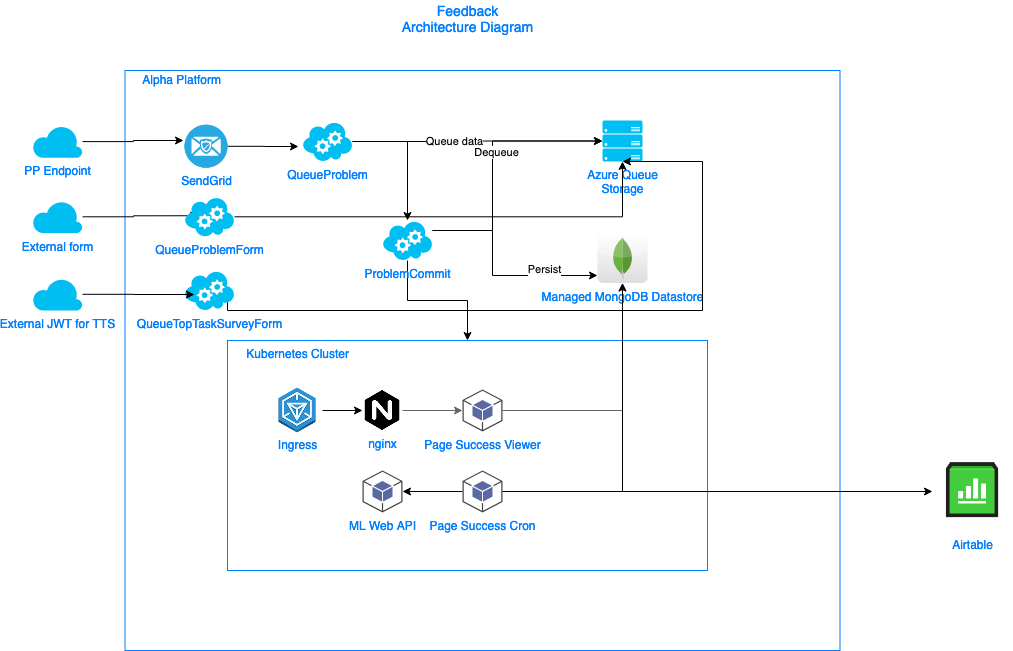 Feedback
Architecture Diagram
Alpha Platform
PP Endpoint
SendGrid
QueueProblem
Queue data
Dequeue
Azure Queue
Storage
External form
QueueProblemForm
ProblemCommit
Persist
Managed MongoDB Datastore
External JWT for TTS
QueueTopTaskSurveyForm
Kubernetes Cluster
Ingress
nginx
Page Success Viewer
ML Web API
Page Success Cron
Airtable